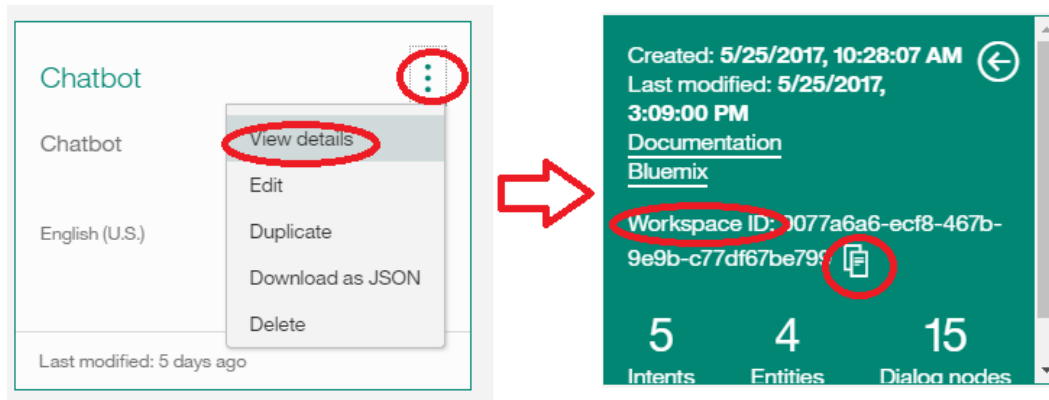 Chatbot
Chatbot
English (U.S.)
Last modified: 5 days ago
View details
Edit
Duplicate
Download as JSON
Delete
Created: 5/25/2017, 10:28:07 AM
Last modified: 5/25/2017,
3:09:00 PM
Documentation
Bluemix
Workspace ID: 0077a6a6-ecf8-467b-
9e9b-c77df67be799
5 4 15
Intents Entities Dialog nodes